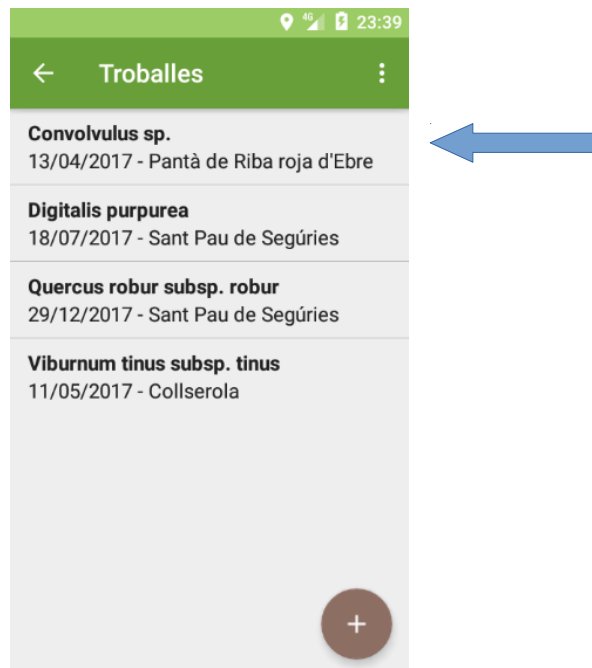 4G 23:39
Troballes
Convolvulus sp.
13/04/2017 - Pantà de Riba roja d'Ebre
Digitalis purpurea
18/07/2017 - Sant Pau de Segúries
Quercus robur subsp. robur
29/12/2017 - Sant Pau de Segúries
Viburnum tinus subsp. tinus
11/05/2017 - Collserola
+